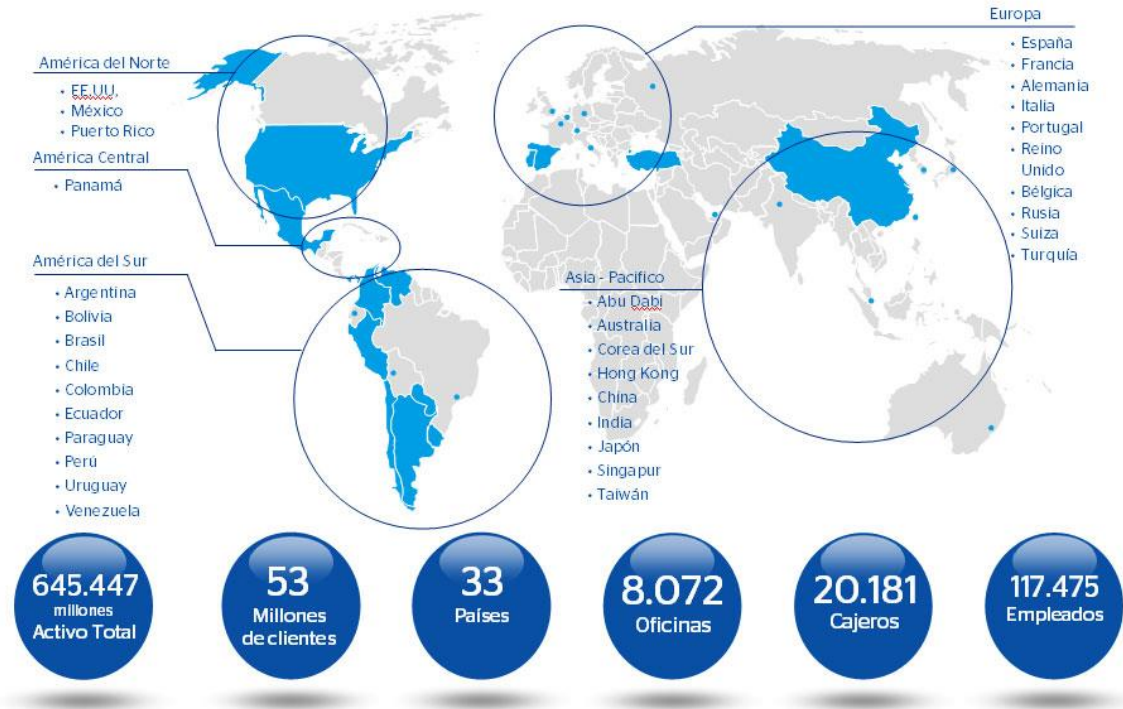 América del Norte
• EE.UU,
• México
• Puerto Rico
América Central
• Panamá
América del Sur
• Argentina
• Bolivia
• Brasil
• Chile
• Colombia
• Ecuador
• Paraguay
• Perú
• Uruguay
• Venezuela
Europa
• España
• Francia
• Alemania
• Italia
• Portugal
• Reino
Unido
• Bélgica
• Rusia
• Suiza
• Turquía
Asia - Pacífico
• Abu Dabi
• Australia
• Corea del Sur
• Hong Kong
• China
• India
• Japón
• Singapur
• Taiwán
645.447
millones
Activo Total
53
Millones
de clientes
33
Países
8.072
Oficinas
20.181
Cajeros
117.475
Empleados